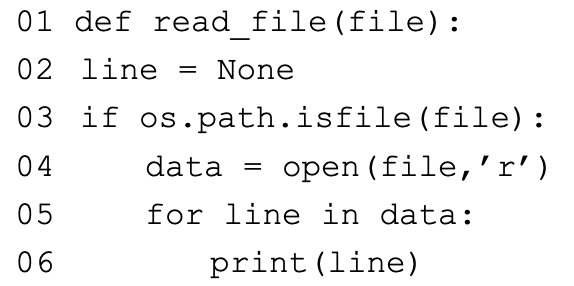 01 def read_file(file):
02 line = None
03 if os.path.isfile(file):
04    data = open(file,’r’)
05    for line in data:
06       print(line)